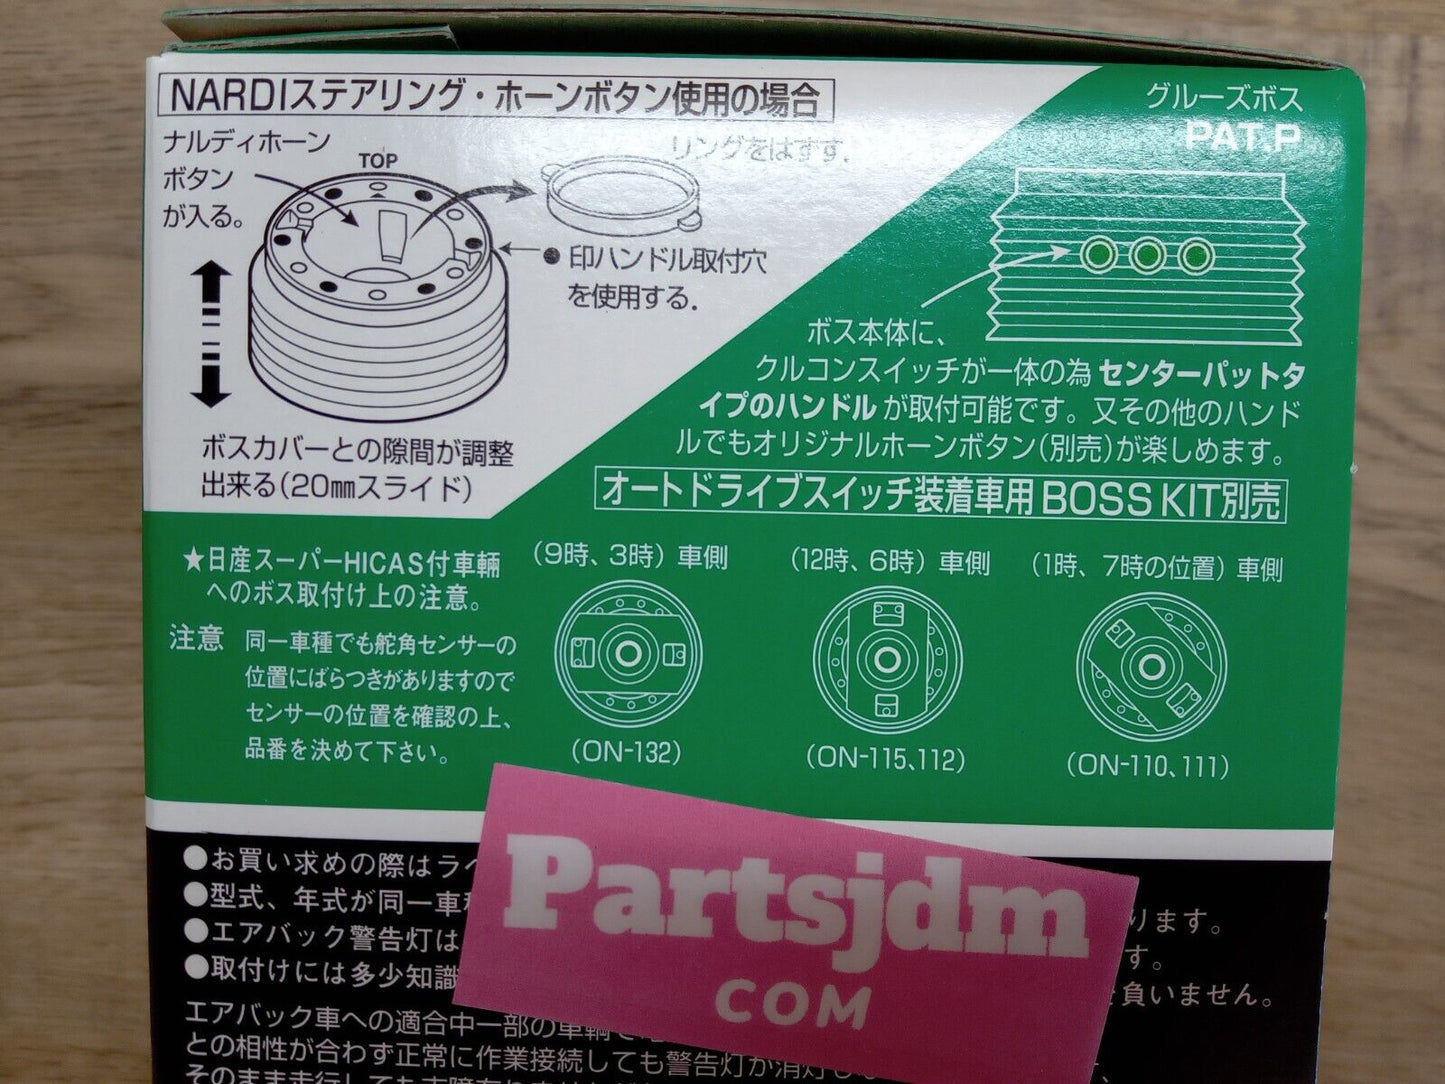 NARDIステアリング・ホーンボタン使用の場合
ナルディホーン
ボタン
が入る。
TOP
リングをはずす.
●印ハンドル取付穴
を使用する.
ボスカバーとの隙間が調整
出来る(20㎜スライド)
グルーズボス
PAT.P
ボス本体に、
クルコンスイッチが一体の為センターパットタ
イプのハンドルが取付可能です。又その他のハンド
ルでもオリジナルホーンボタン(別売)が楽しめます。
オートドライブスイッチ装着車用 BOSS KIT別売
★日産スーパーHICAS付車輛
へのボス取付け上の注意。
注意 同一車種でも舵角センサーの
位置にばらつきがありますので
センサーの位置を確認の上、
品番を決めて下さい。
(9時、3時)車側
(ON-132)
(12時、6時)車側
(ON-115、112)
(1時、7時の位置)車側
(ON-110、111)
●お買い求めの際はラベ
●型式、年式が同一車種
●エアバック警告灯は
●取付けには多少知識
ります。
す。
を負いません。
エアバック車への適合中一部の車輌で
との相性が合わず正常に作業接続しても警告灯が消灯し
Partsjdm
COM